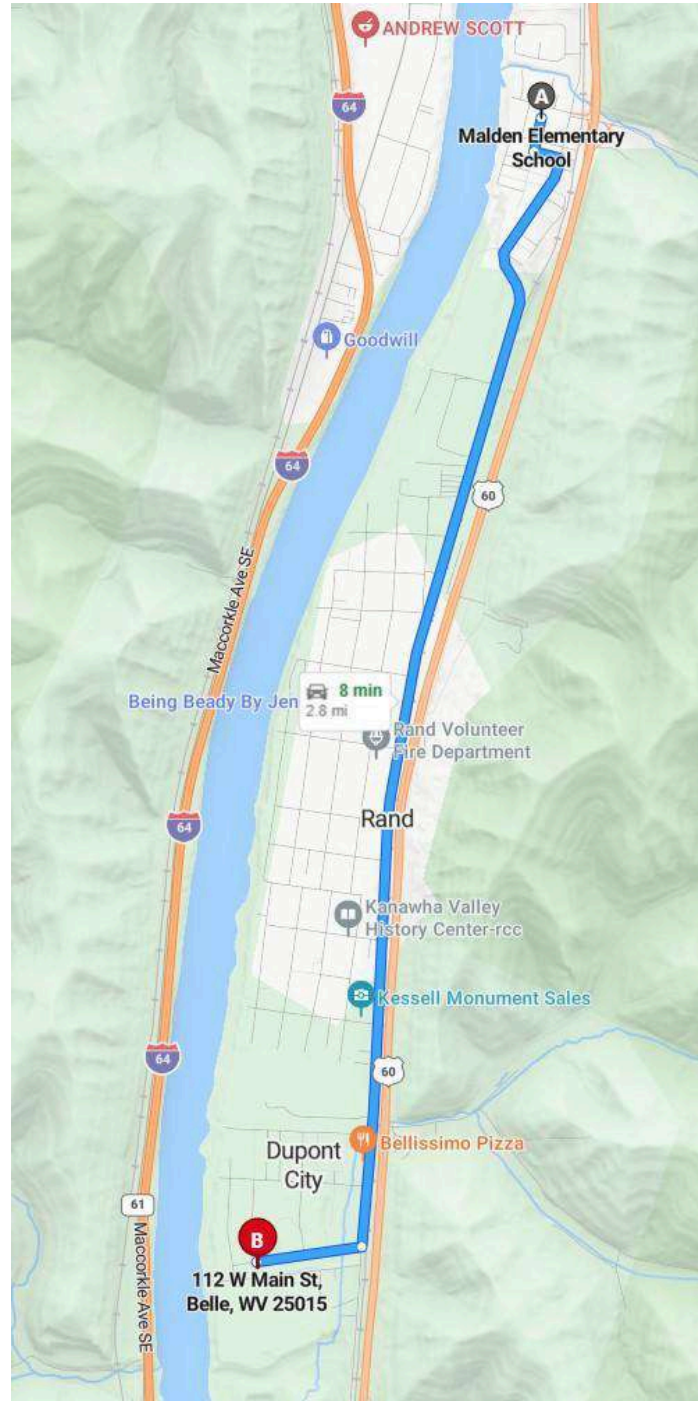 ANDREW SCOTT
64
A
Malden Elementary
School
Goodwill
64
60
Maccorkle Ave SE
8 min
2.8 mi
Being Beady By Jen
Rand Volunteer
Fire Department
Rand
64
Kanawha Valley
History Center-rcc
Kessell Monument Sales
64
60
Bellissimo Pizza
Dupont
City
61
B
Maccorkle Ave SE
112 W Main St,
Belle, WV 25015